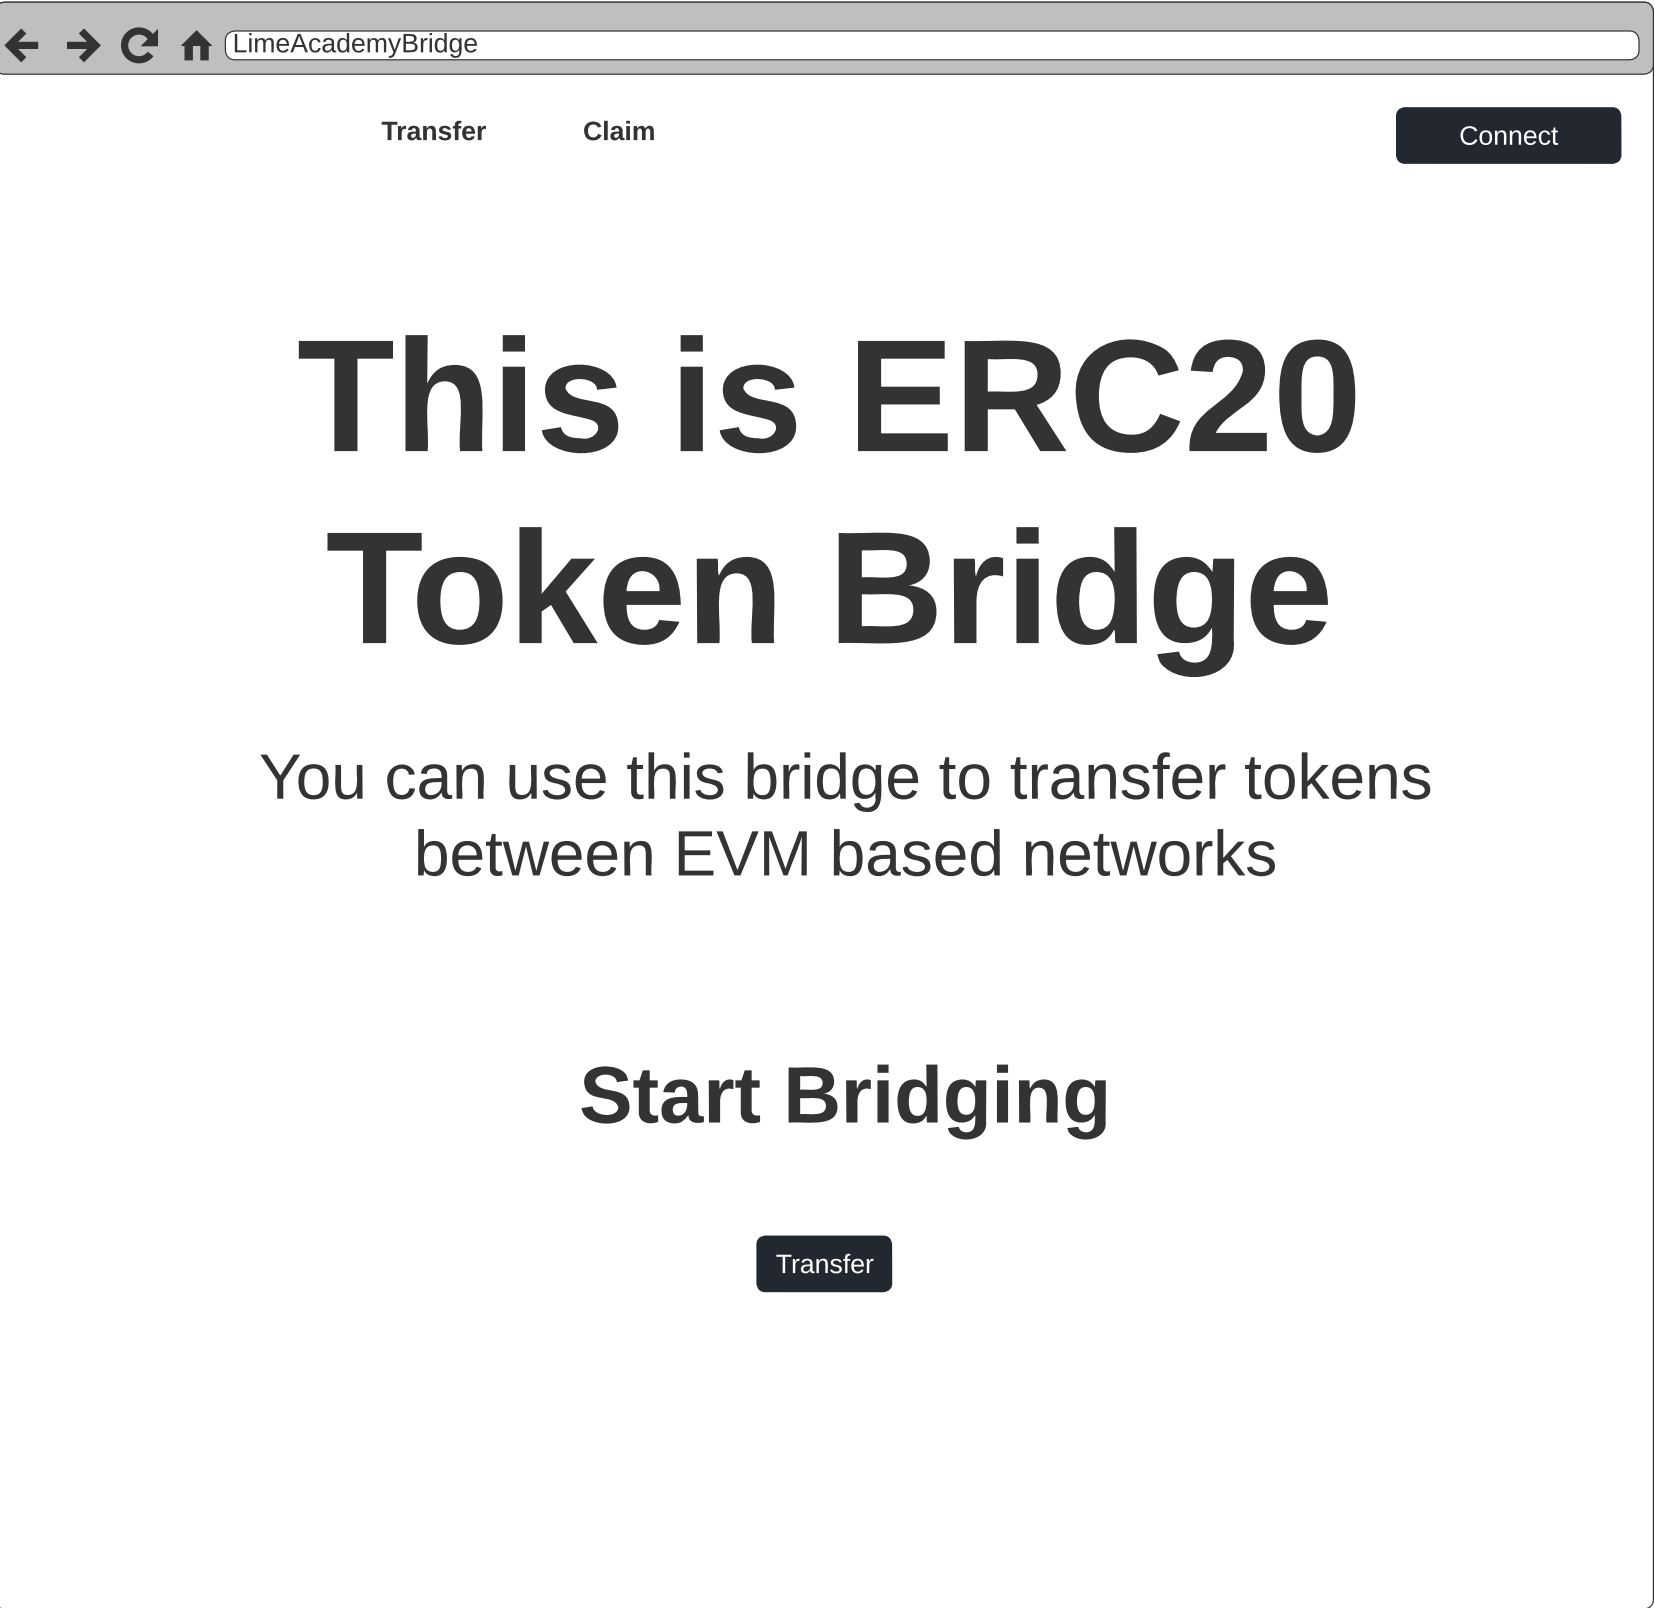 LimeAcademyBridge
Transfer
Claim
Connect
This is ERC20
Token Bridge
You can use this bridge to transfer tokens
between EVM based networks
Start Bridging
Transfer